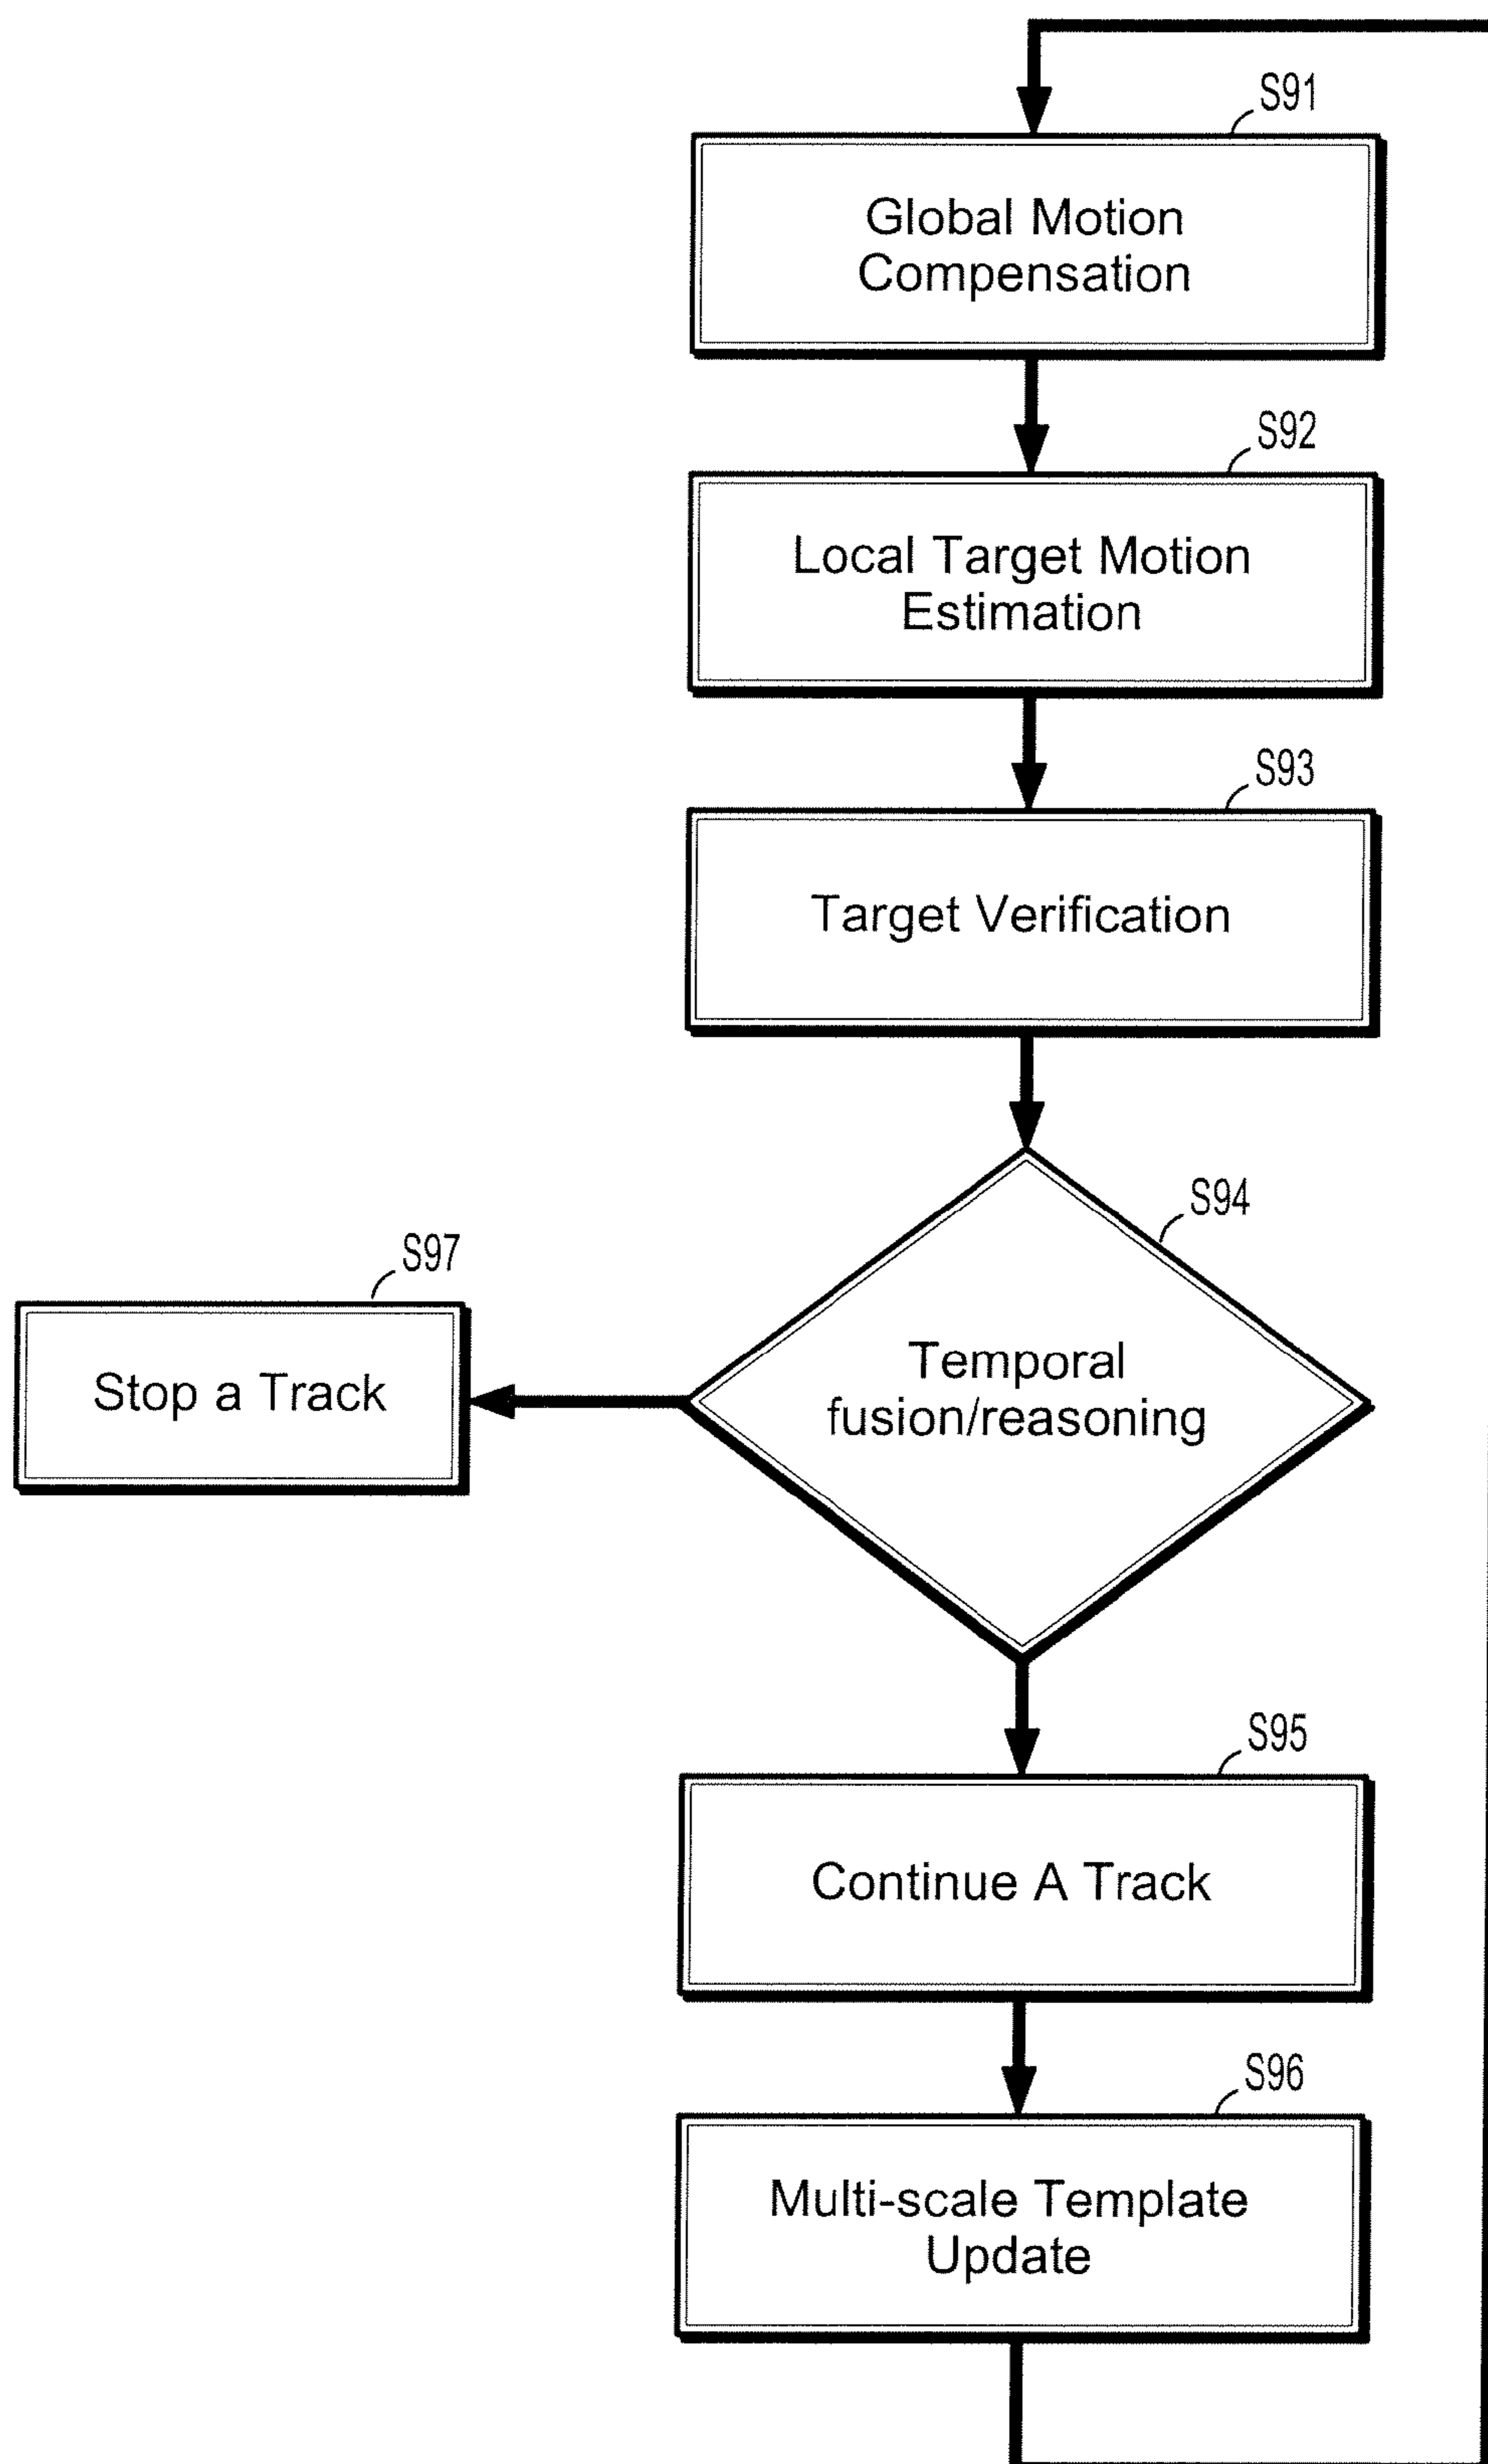 S91
Global Motion
Compensation
S92
Local Target Motion
Estimation
S93
Target Verification
S94
Temporal
fusion/reasoning
S97
Stop a Track
S95
Continue A Track
S96
Multi-scale Template
Update